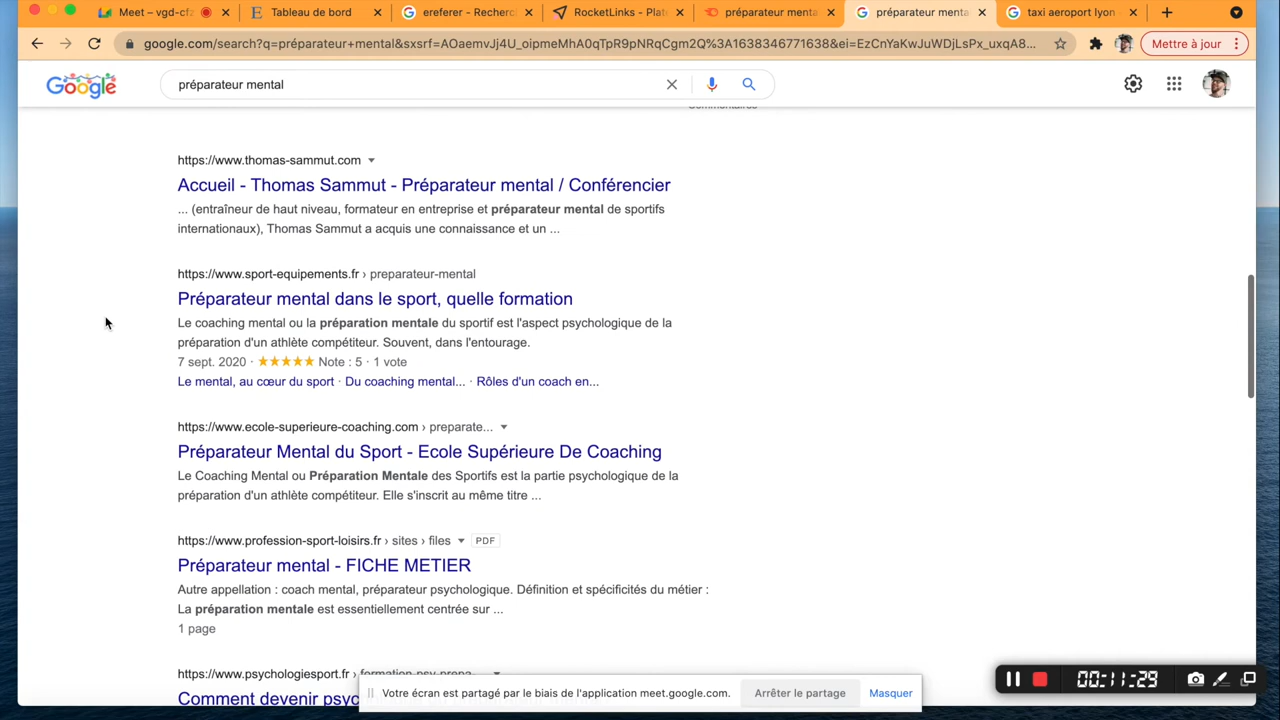 Meet – vgd-cfz
Tableau de bord
ereferer - Recherc
RocketLinks - Plate
préparateur menta
préparateur menta
taxi aeroport lyon
google.com/search?q=préparateur+mental&sxsrf=AOaemvJj4U_oipmeMhA0qTpR9pNRqCgm2Q%3A1638346771638&ei=EzCnYaKwJuWDjLsPx_uxqA8...
Mettre à jour
Google
préparateur mental
Commentaires
https://www.thomas-sammut.com
Accueil - Thomas Sammut - Préparateur mental / Conférencier
... (entraîneur de haut niveau, formateur en entreprise et préparateur mental de sportifs
internationaux), Thomas Sammut a acquis une connaissance et un ...
https://www.sport-equipements.fr › preparateur-mental
Préparateur mental dans le sport, quelle formation
Le coaching mental ou la préparation mentale du sportif est l'aspect psychologique de la
préparation d'un athlète compétiteur. Souvent, dans l'entourage.
7 sept. 2020 · ★★★★★ Note : 5 · 1 vote
Le mental, au cœur du sport · Du coaching mental... · Rôles d'un coach en...
https://www.ecole-superieure-coaching.com › preparate...
Préparateur Mental du Sport - Ecole Supérieure De Coaching
Le Coaching Mental ou Préparation Mentale des Sportifs est la partie psychologique de la
préparation d'un athlète compétiteur. Elle s'inscrit au même titre ...
https://www.profession-sport-loisirs.fr › sites › files PDF
Préparateur mental - FICHE METIER
Autre appellation : coach mental, préparateur psychologique. Définition et spécificités du métier :
La préparation mentale est essentiellement centrée sur ...
1 page
https://www.psychologiesport.fr › formation-psy-prepa...
Comment devenir psyc
Votre écran est partagé par le biais de l'application meet.google.com.
Arrêter le partage
Masquer
00:11:29